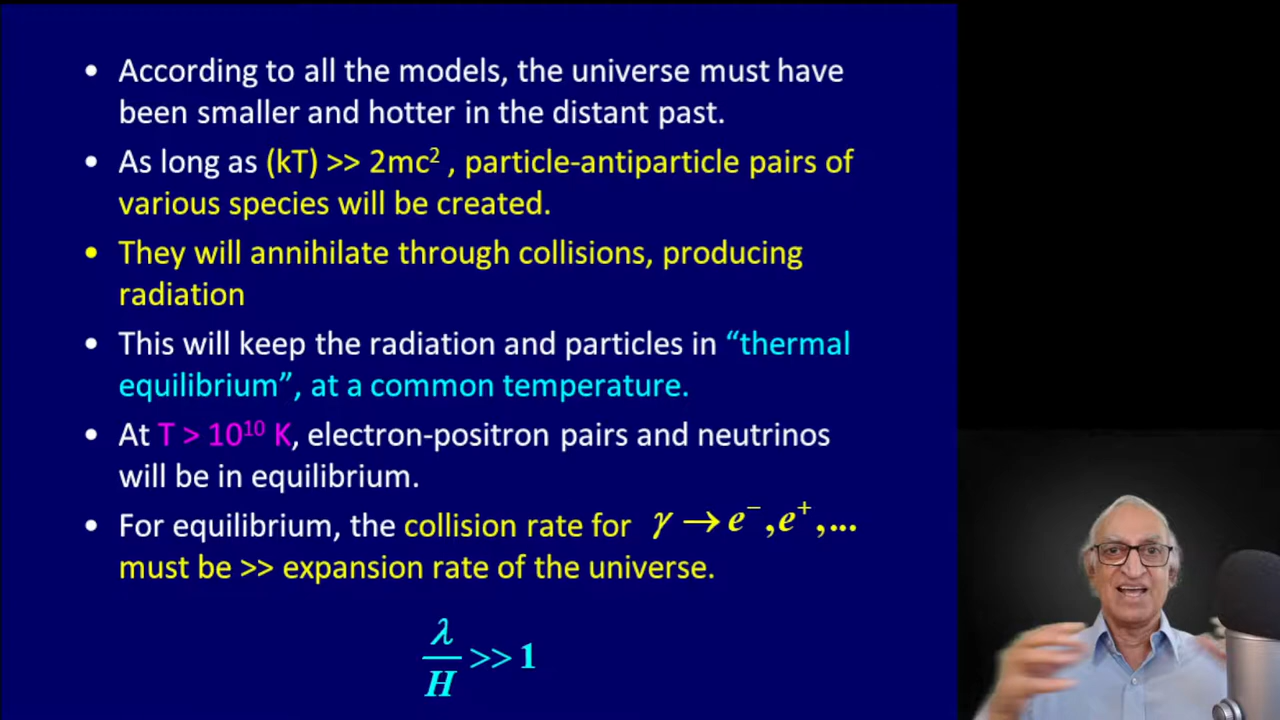 • According to all the models, the universe must have
been smaller and hotter in the distant past.
• As long as (kT) >> 2mc² , particle-antiparticle pairs of
various species will be created.
• They will annihilate through collisions, producing
radiation
• This will keep the radiation and particles in “thermal
equilibrium”, at a common temperature.
• At T > 10¹⁰ K, electron-positron pairs and neutrinos
will be in equilibrium.
• For equilibrium, the collision rate for γ → e⁻, e⁺, ...
must be >> expansion rate of the universe.
λ
H >> 1